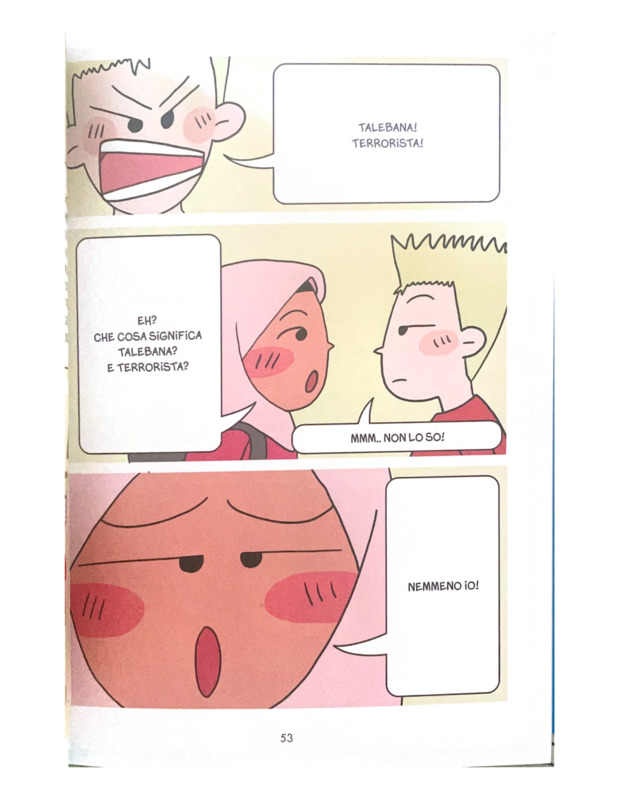 TALEBANA!
TERRORiSTA!
EH?
CHE COSA SiGNiFiCA
TALEBANA?
E TERRORiSTA?
MMM.. NON LO SO!
NEMMENO iO!
53